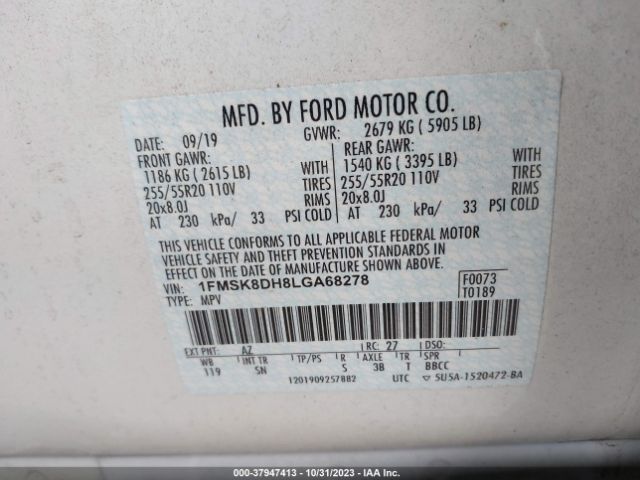 MFD. BY FORD MOTOR CO.
DATE: 09/19 GVWR: 2679 KG ( 5905 LB)
FRONT GAWR: REAR GAWR:
1186 KG ( 2615 LB) WITH 1540 KG ( 3395 LB) WITH
255/55R20 110V TIRES 255/55R20 110V TIRES
20x8.0J RIMS 20x8.0J RIMS
AT 230 kPa/ 33 PSI COLD AT 230 kPa/ 33 PSI COLD
THIS VEHICLE CONFORMS TO ALL APPLICABLE FEDERAL MOTOR
VEHICLE SAFETY AND THEFT PREVENTION STANDARDS IN
EFFECT ON THE DATE OF MANUFACTURE SHOWN ABOVE.
VIN: 1FMSK8DH8LGA68278 F0073
TYPE: MPV T0189
EXT PNT: AZ RC: 27 DSO:
WB INT TR TP/PS R AXLE TR SPR
119 SN S 3B T BBCC
1201909257882 UTC ▽ 5U5A-1520472-BA
000-37947413 - 10/31/2023 - IAA Inc.